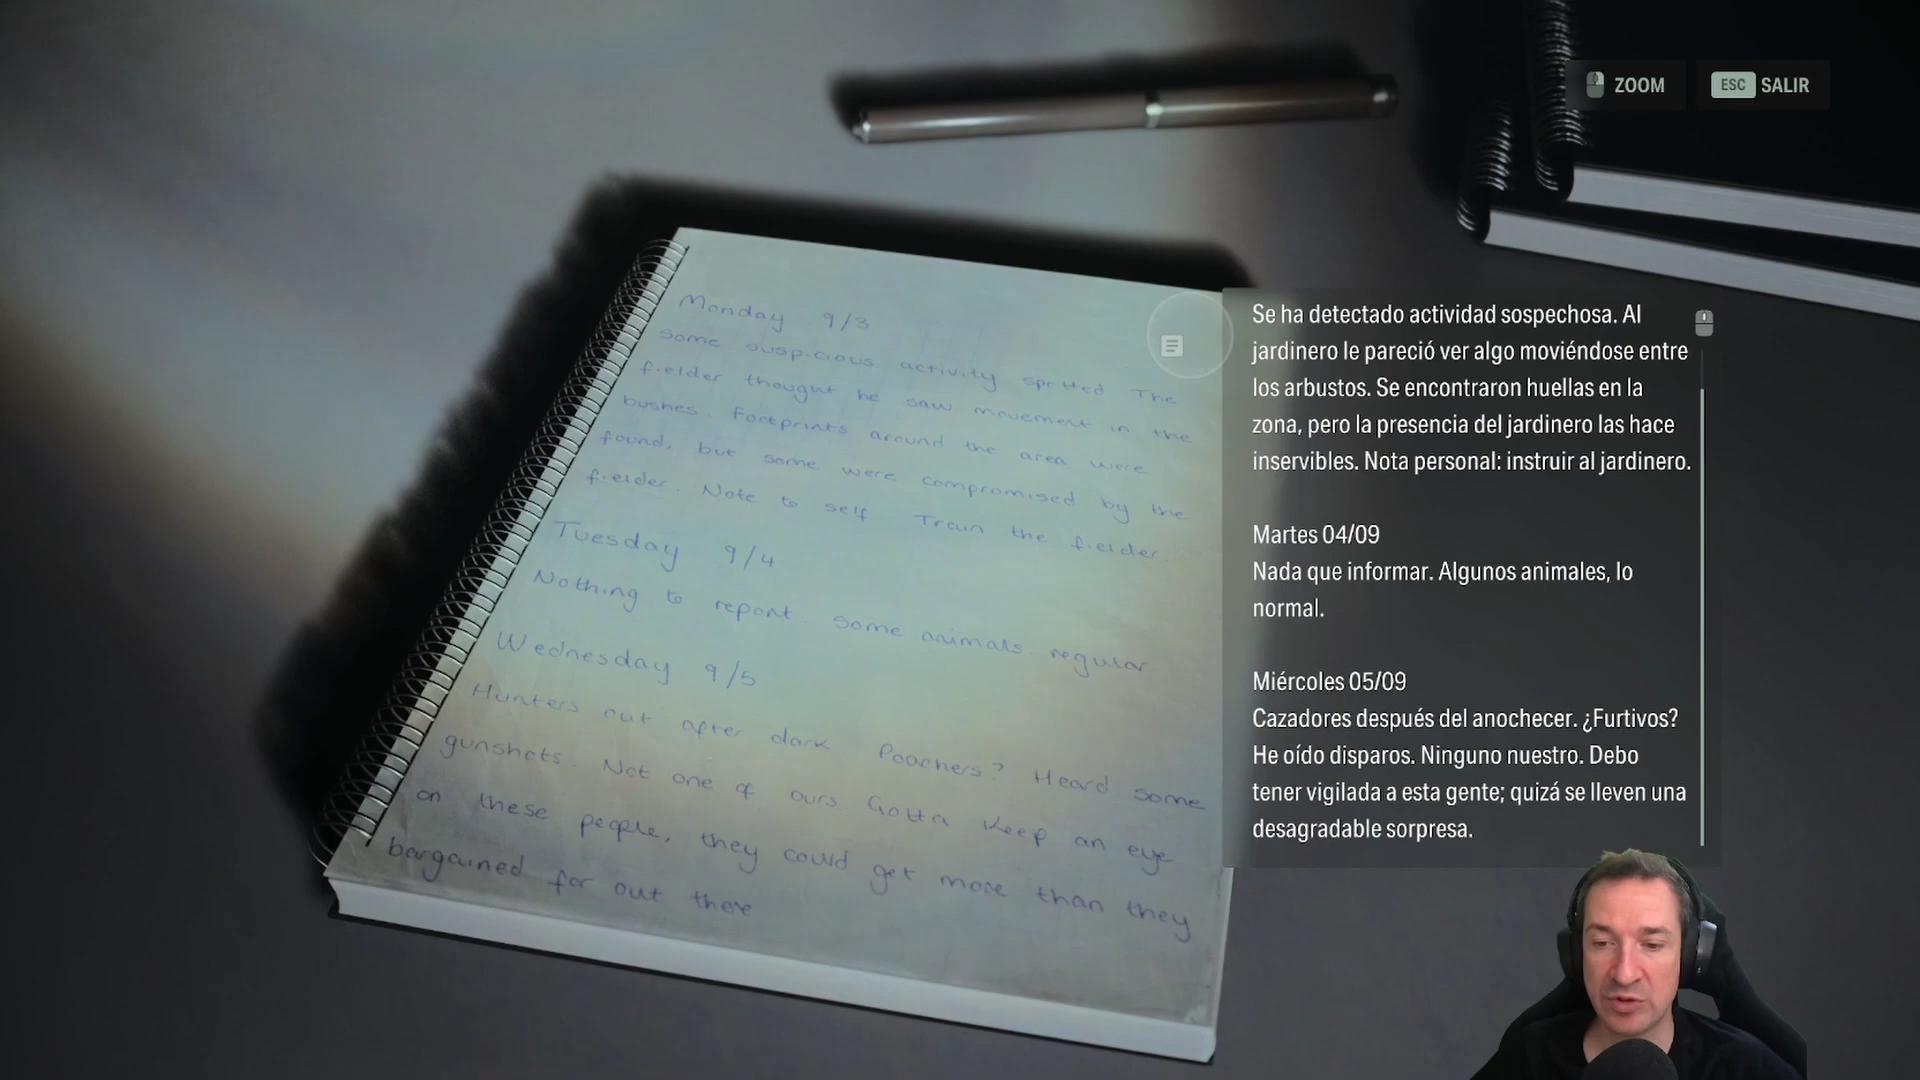 ZOOM
ESC SALIR
Monday 9/3
Some suspicious activity spotted The
fielder thought he saw movement in the
bushes. Footprints around the area were
found, but some were compromised by the
fielder. Note to self Train the fielder.
Tuesday 9/4
Nothing to report. Some animals. regular
Wednesday 9/5
Hunters out after dark Poachers? Heard some
gunshots. Not one of ours Gotta keep an eye
on these people, they could get more than they
bargained for out there
Se ha detectado actividad sospechosa. Al
jardinero le pareció ver algo moviéndose entre
los arbustos. Se encontraron huellas en la
zona, pero la presencia del jardinero las hace
inservibles. Nota personal: instruir al jardinero.
Martes 04/09
Nada que informar. Algunos animales, lo
normal.
Miércoles 05/09
Cazadores después del anochecer. ¿Furtivos?
He oído disparos. Ninguno nuestro. Debo
tener vigilada a esta gente; quizá se lleven una
desagradable sorpresa.